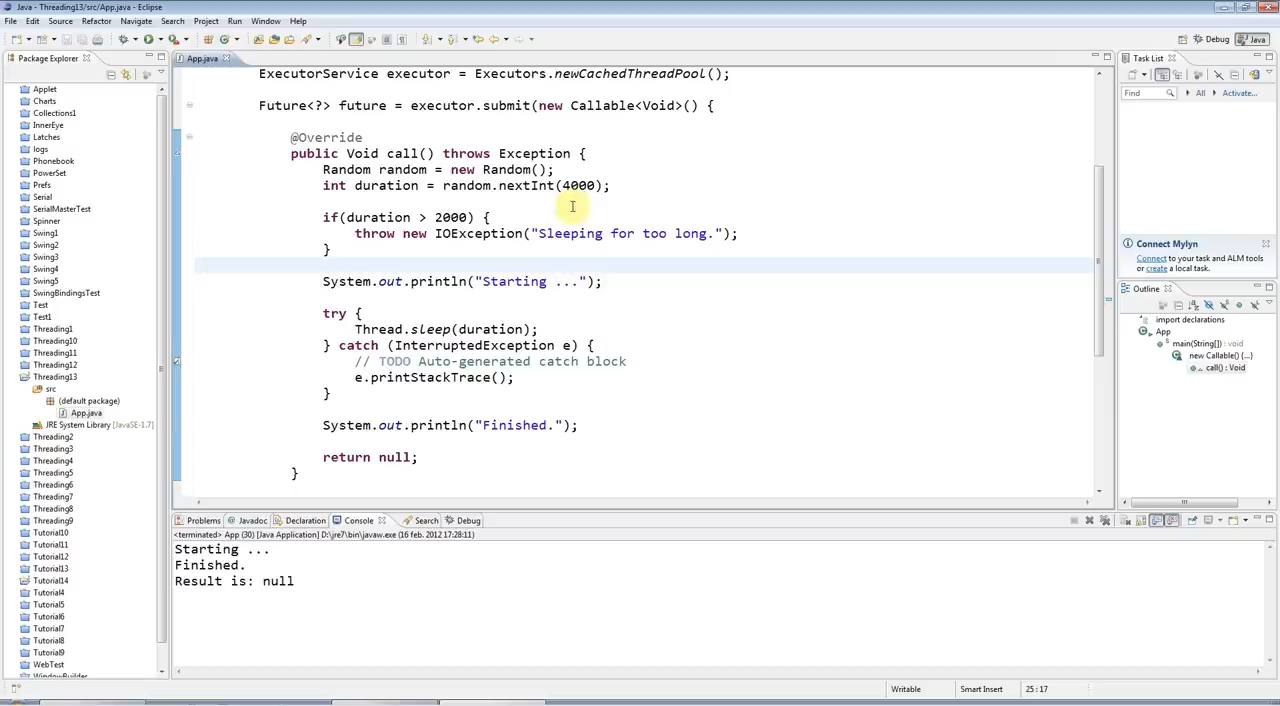 Java - Threading13/src/App.java - Eclipse
File Edit Source Refactor Navigate Search Project Run Window Help
Debug Java
Package Explorer
Applet
Charts
Collections1
InnerEye
Latches
logs
Phonebook
PowerSet
Prefs
Serial
SerialMasterTest
Spinner
Swing1
Swing2
Swing3
Swing4
Swing5
SwingBindingsTest
Test
Test1
Threading1
Threading10
Threading11
Threading12
Threading13
src
(default package)
App.java
JRE System Library [JavaSE-1.7]
Threading2
Threading3
Threading4
Threading5
Threading6
Threading7
Threading8
Threading9
Tutorial10
Tutorial11
Tutorial12
Tutorial13
Tutorial14
Tutorial4
Tutorial5
Tutorial6
Tutorial7
Tutorial8
Tutorial9
WebTest
WindowBuilder
App.java
ExecutorService executor = Executors.newCachedThreadPool();
Future<?> future = executor.submit(new Callable<Void>() {
@Override
public Void call() throws Exception {
Random random = new Random();
int duration = random.nextInt(4000);
if(duration > 2000) {
throw new IOException("Sleeping for too long.");
}
System.out.println("Starting ...");
try {
Thread.sleep(duration);
} catch (InterruptedException e) {
// TODO Auto-generated catch block
e.printStackTrace();
}
System.out.println("Finished.");
return null;
}
Task List
Find All Activate...
Connect Mylyn
Connect to your task and ALM tools
or create a local task.
Outline
import declarations
App
main(String[]) : void
new Callable() {...}
call() : Void
Problems Javadoc Declaration Console Search Debug
<terminated> App (30) [Java Application] D:\jre7\bin\javaw.exe (16 feb. 2012 17:28:11)
Starting ...
Finished.
Result is: null
Writable Smart Insert 25 : 17